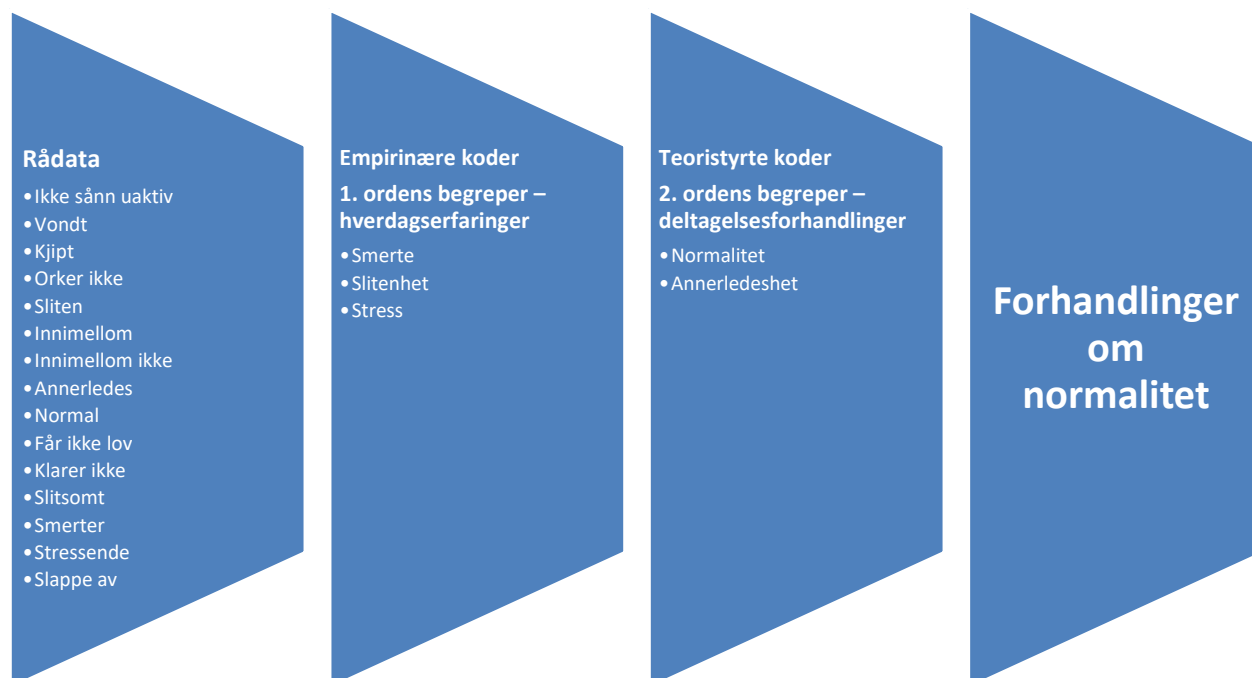 Rådata
•Ikke sånn uaktiv
•Vondt
•Kjipt
•Orker ikke
•Sliten
•Innimellom
•Innimellom ikke
•Annerledes
•Normal
•Får ikke lov
•Klarer ikke
•Slitsomt
•Smerter
•Stressende
•Slappe av
Empirinære koder
1. ordens begreper –
hverdagserfaringer
•Smerte
•Slitenhet
•Stress
Teoristyrte koder
2. ordens begreper –
deltagelsesforhandlinger
•Normalitet
•Annerledeshet
Forhandlinger
om
normalitet